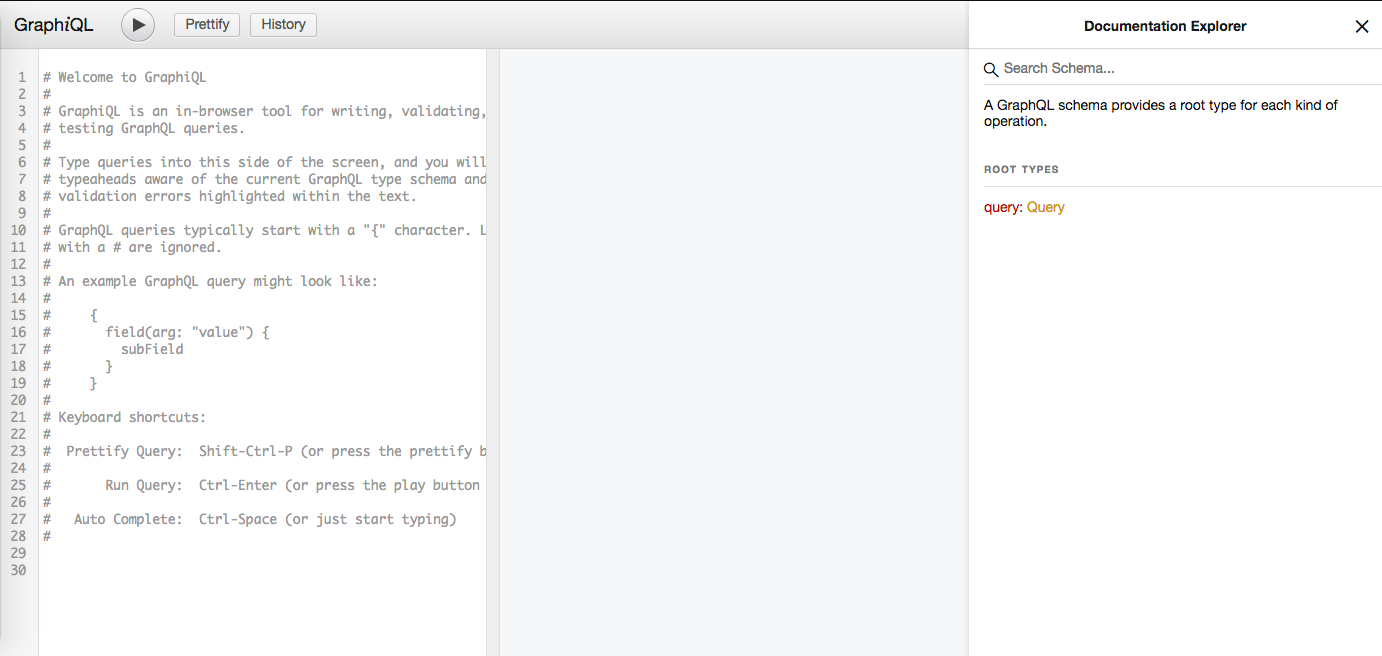 GraphiQL
Prettify
History
1 # Welcome to GraphiQL
2 #
3 # GraphiQL is an in-browser tool for writing, validating,
4 # testing GraphQL queries.
5 #
6 # Type queries into this side of the screen, and you will
7 # typeaheads aware of the current GraphQL type schema and
8 # validation errors highlighted within the text.
9 #
10 # GraphQL queries typically start with a "{" character. L
11 # with a # are ignored.
12 #
13 # An example GraphQL query might look like:
14 #
15 #     {
16 #       field(arg: "value") {
17 #         subField
18 #       }
19 #     }
20 #
21 # Keyboard shortcuts:
22 #
23 #  Prettify Query:  Shift-Ctrl-P (or press the prettify b
24 #
25 #       Run Query:  Ctrl-Enter (or press the play button
26 #
27 #   Auto Complete:  Ctrl-Space (or just start typing)
28 #
29
30
Documentation Explorer
Search Schema...
A GraphQL schema provides a root type for each kind of
operation.
ROOT TYPES
query: Query